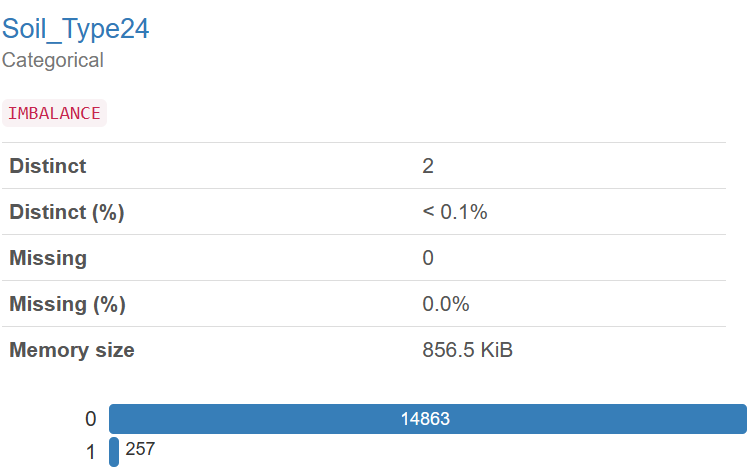 Soil_Type24
Categorical
IMBALANCE
Distinct 2
Distinct (%) < 0.1%
Missing 0
Missing (%) 0.0%
Memory size 856.5 KiB
0 14863
1 257